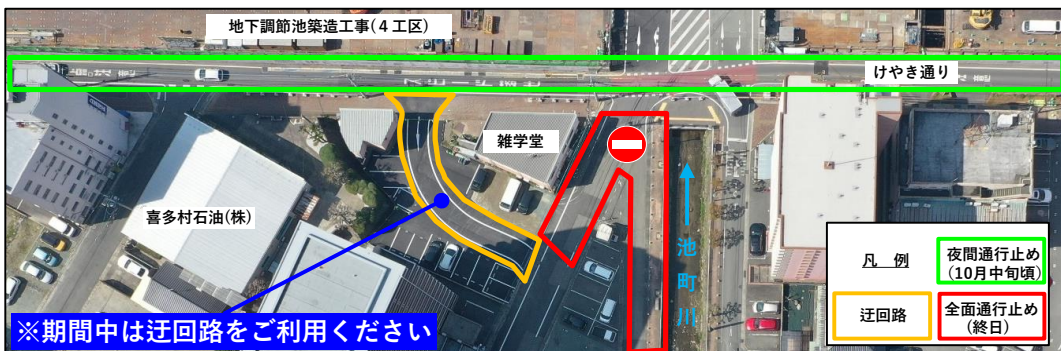 地下調節池築造工事(4工区)
けやき通り
雑学堂
喜多村石油(株)
池町川
凡　例
夜間通行止め
(10月中旬頃)
迂回路
全面通行止め
(終日)
※期間中は迂回路をご利用ください